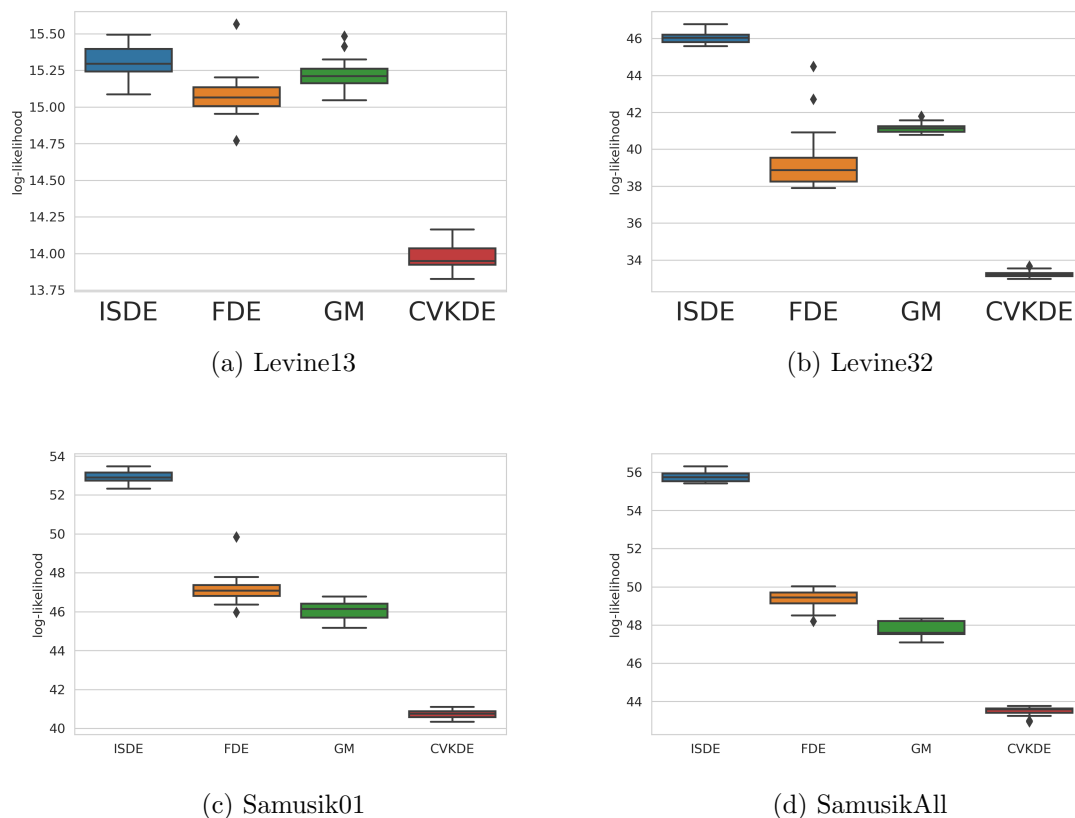 15.50
15.25
15.00
14.75
14.50
14.25
14.00
13.75
log-likelihood
ISDE FDE GM CVKDE
(a) Levine13
46
44
42
40
38
36
34
log-likelihood
ISDE FDE GM CVKDE
(b) Levine32
54
52
50
48
46
44
42
40
log-likelihood
ISDE FDE GM CVKDE
(c) Samusik01
56
54
52
50
48
46
44
log-likelihood
ISDE FDE GM CVKDE
(d) SamusikAll